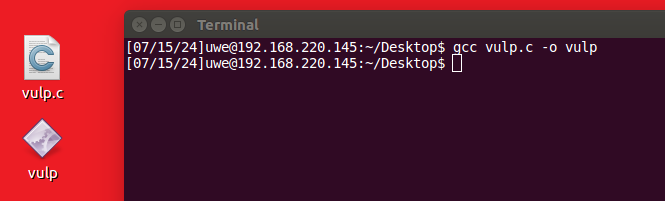 Terminal
[07/15/24]uwe@192.168.220.145:~/Desktop$ gcc vulp.c -o vulp
[07/15/24]uwe@192.168.220.145:~/Desktop$
vulp.c
vulp